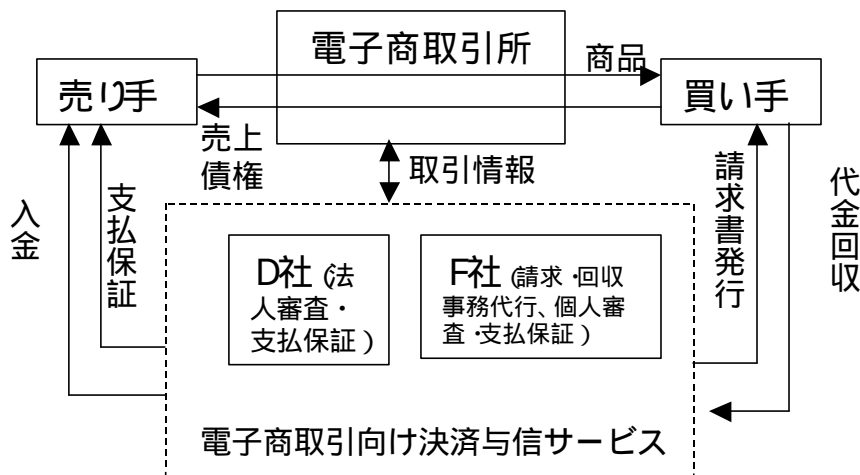 電子商取引所
商品
売り手
買い手
売上
債権
取引情報
入金
支払保証
請求書発行
代金回収
D社(法
人審査・
支払保証)
F社(請求・回収
事務代行、個人審
査・支払保証)
電子商取引向け決済与信サービス